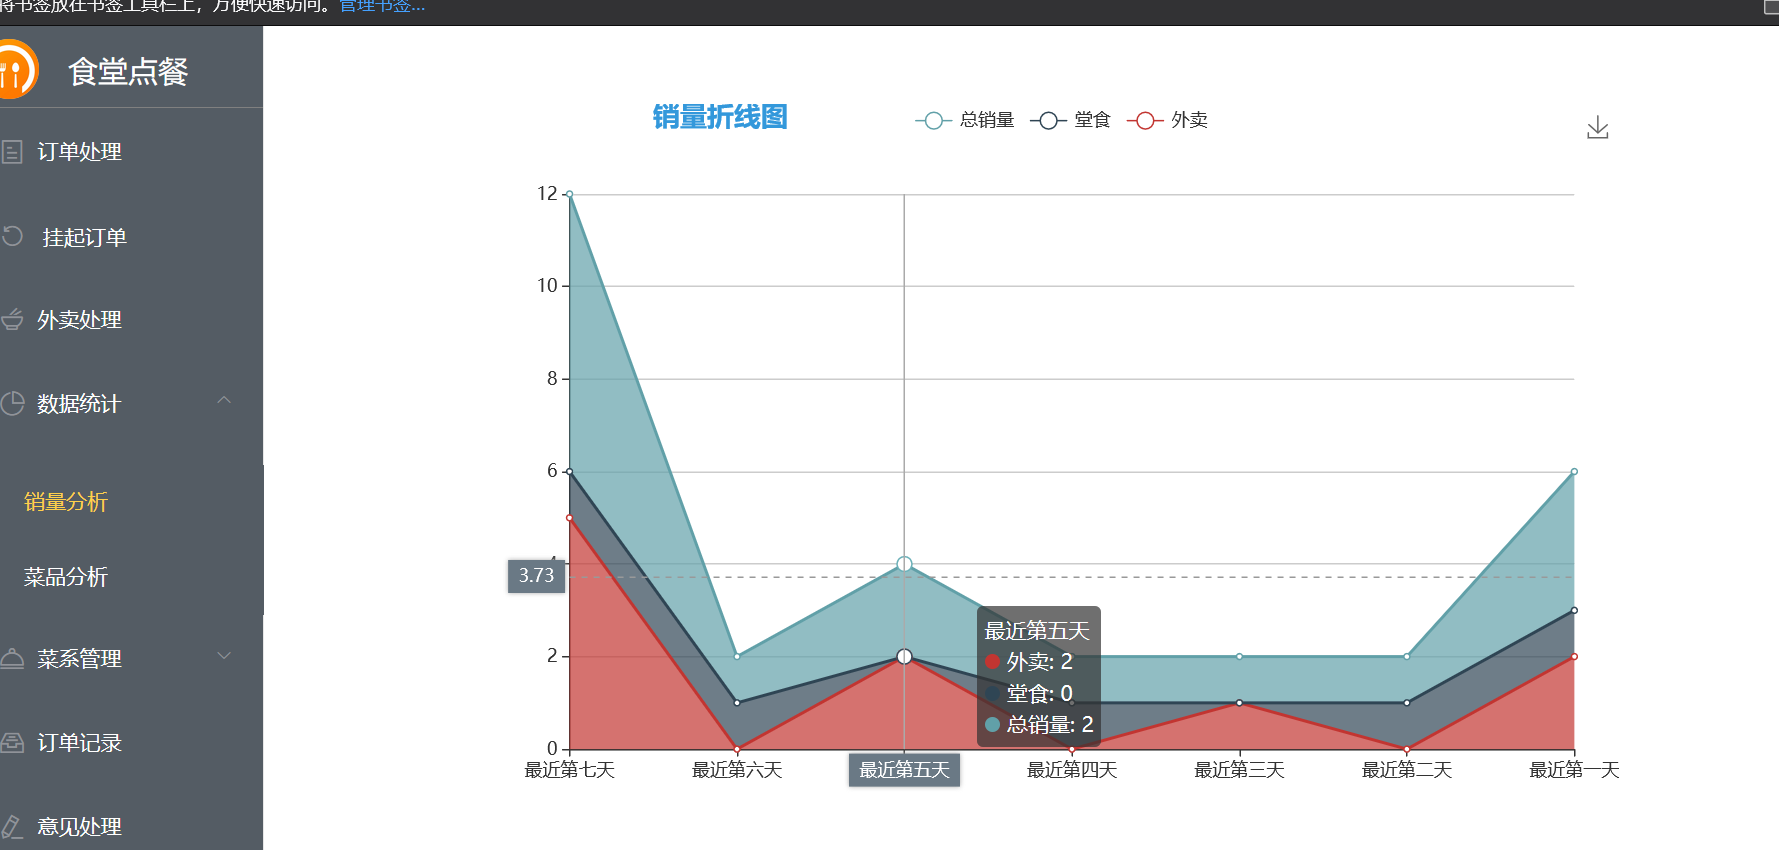 将书签放在书签工具栏上，方便快速访问。管理书签...
食堂点餐
订单处理
挂起订单
外卖处理
数据统计
销量分析
菜品分析
菜系管理
订单记录
意见处理
销量折线图
总销量 堂食 外卖
12
10
8
6
4
3.73
2
0
最近第五天
外卖: 2
堂食: 0
总销量: 2
最近第七天 最近第六天 最近第五天 最近第四天 最近第三天 最近第二天 最近第一天